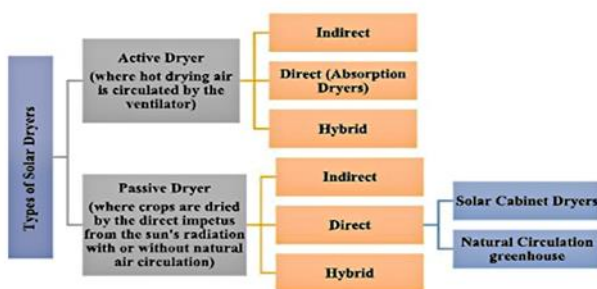 Types of Solar Dryers
Active Dryer
(where hot drying air
is circulated by the
ventilator)
Indirect
Direct (Absorption
Dryers)
Hybrid
Passive Dryer
(where crops are dried
by the direct impetus
from the sun's radiation
with or without natural
air circulation)
Indirect
Direct
Hybrid
Solar Cabinet Dryers
Natural Circulation
greenhouse